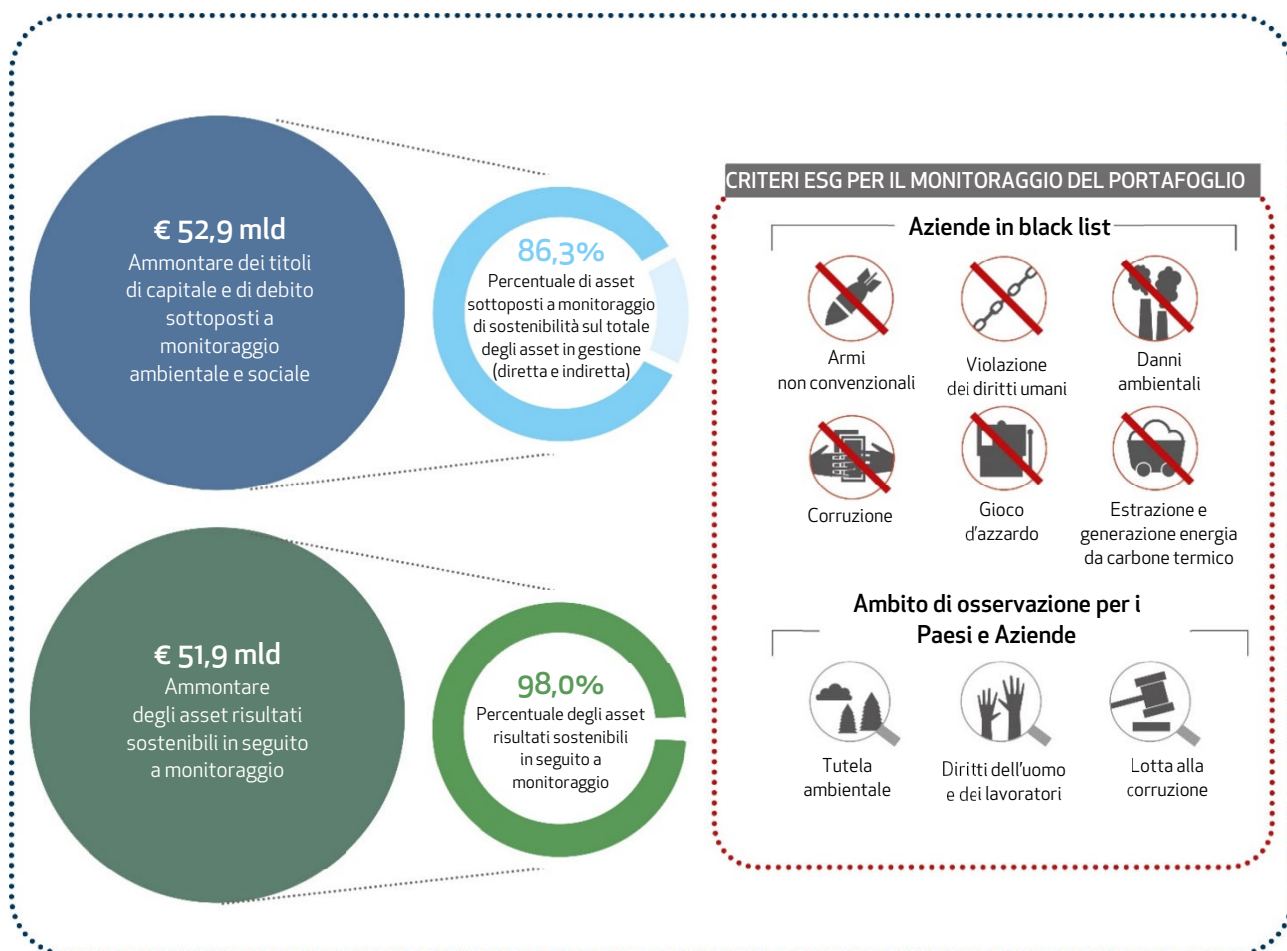 € 52,9 mld
Ammontare dei titoli
di capitale e di debito
sottoposti a
monitoraggio
ambientale e sociale
86,3%
Percentuale di asset
sottoposti a monitoraggio
di sostenibilità sul totale
degli asset in gestione
(diretta e indiretta)
€ 51,9 mld
Ammontare
degli asset risultati
sostenibili in seguito
a monitoraggio
98,0%
Percentuale degli asset
risultati sostenibili
in seguito a
monitoraggio
CRITERI ESG PER IL MONITORAGGIO DEL PORTAFOGLIO
Aziende in black list
Armi
non convenzionali
Violazione
dei diritti umani
Danni
ambientali
Corruzione
Gioco
d'azzardo
Estrazione e
generazione energia
da carbone termico
Ambito di osservazione per i
Paesi e Aziende
Tutela
ambientale
Diritti dell'uomo
e dei lavoratori
Lotta alla
corruzione